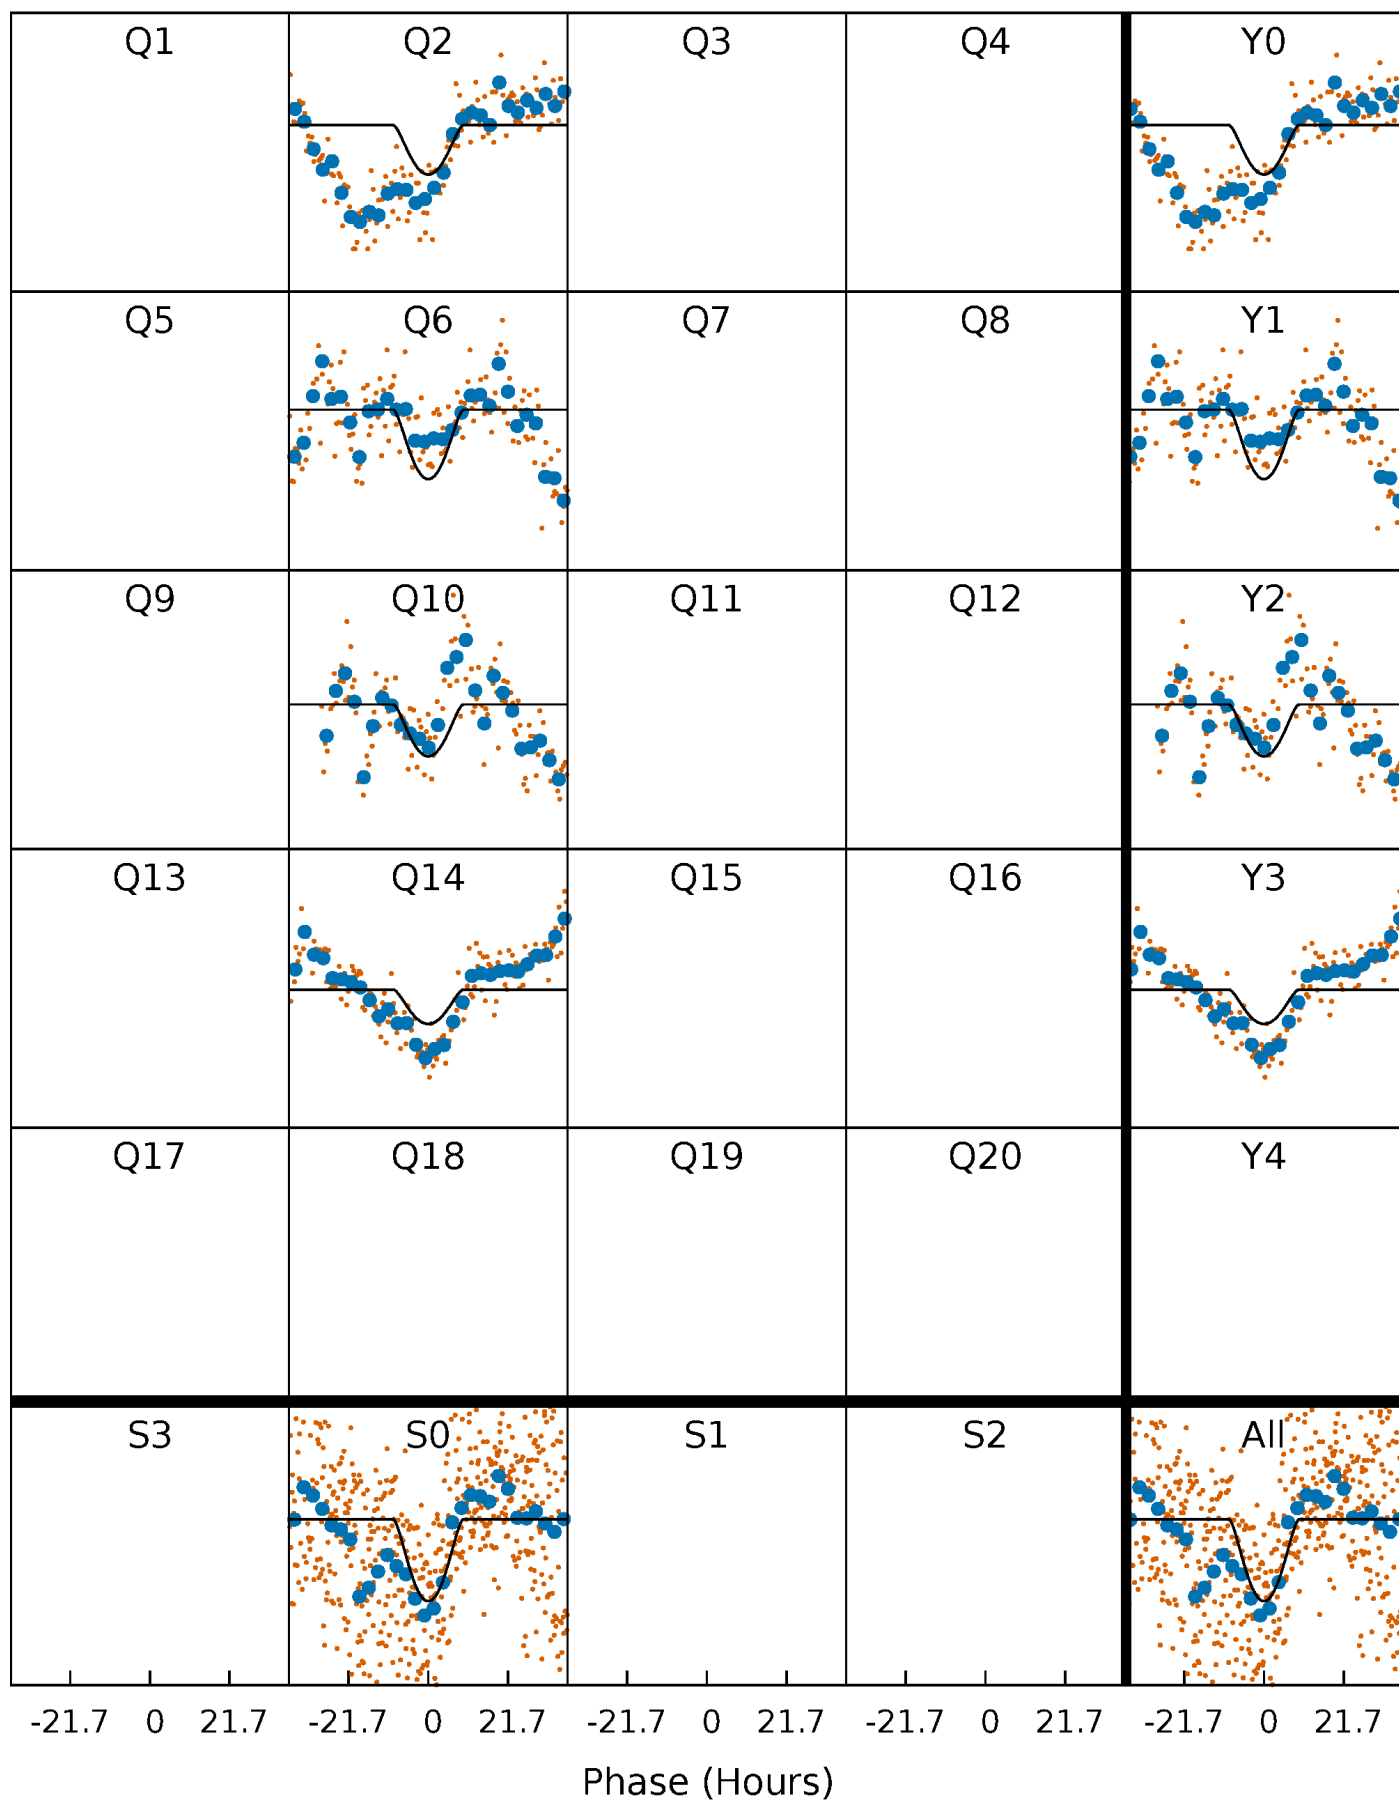 Q1 Q2 Q3 Q4 Y0
Q5 Q6 Q7 Q8 Y1
Q9 Q10 Q11 Q12 Y2
Q13 Q14 Q15 Q16 Y3
Q17 Q18 Q19 Q20 Y4
S3 S0 S1 S2 All
-21.7 0 21.7 -21.7 0 21.7 -21.7 0 21.7 -21.7 0 21.7 -21.7 0 21.7
Phase (Hours)